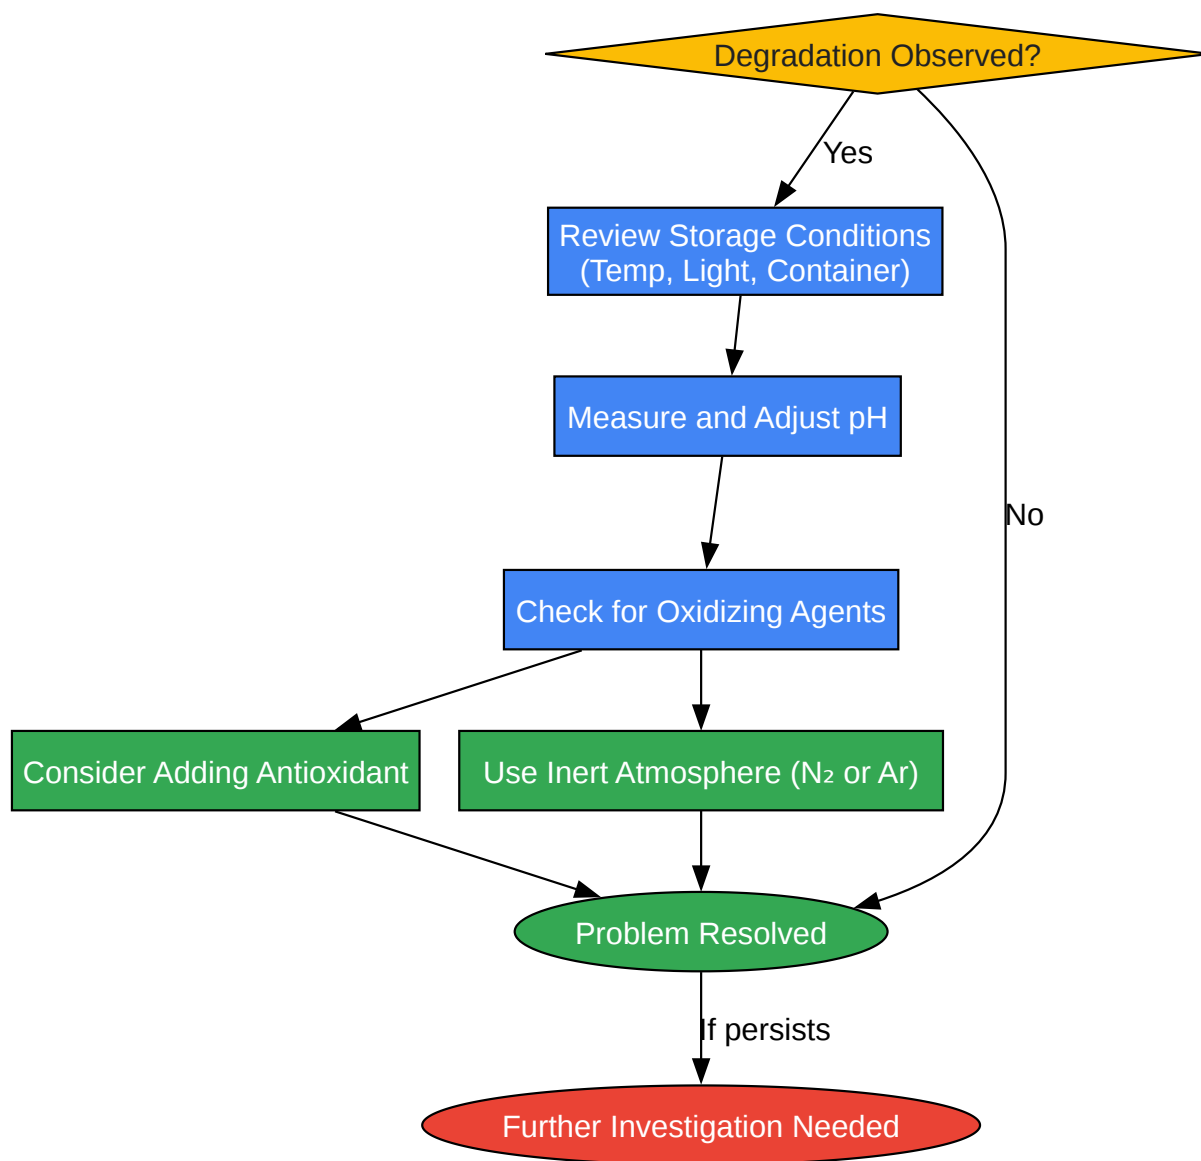 Degradation Observed?
Yes
Review Storage Conditions
(Temp, Light, Container)
Measure and Adjust pH
No
Check for Oxidizing Agents
Consider Adding Antioxidant
Use Inert Atmosphere (N₂ or Ar)
Problem Resolved
If persists
Further Investigation Needed